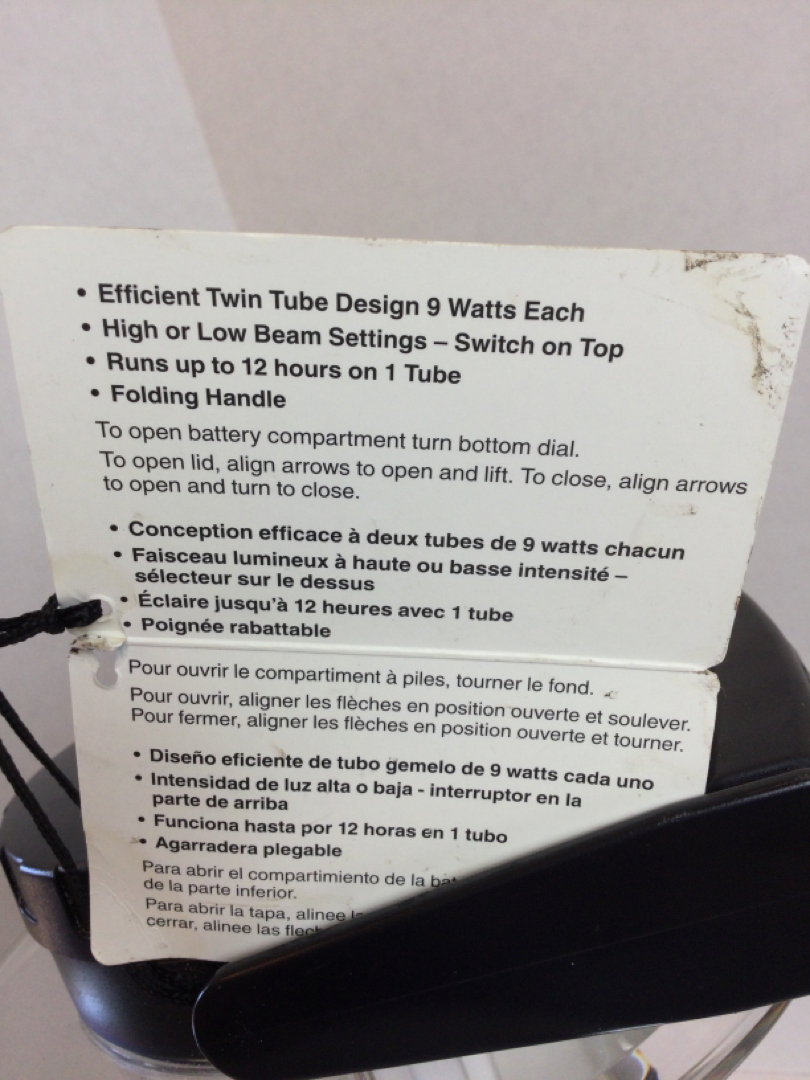 • Efficient Twin Tube Design 9 Watts Each
• High or Low Beam Settings – Switch on Top
• Runs up to 12 hours on 1 Tube
• Folding Handle
To open battery compartment turn bottom dial.
To open lid, align arrows to open and lift. To close, align arrows
to open and turn to close.
• Conception efficace à deux tubes de 9 watts chacun
• Faisceau lumineux à haute ou basse intensité –
sélecteur sur le dessus
• Éclaire jusqu'à 12 heures avec 1 tube
• Poignée rabattable
Pour ouvrir le compartiment à piles, tourner le fond.
Pour ouvrir, aligner les flèches en position ouverte et soulever.
Pour fermer, aligner les flèches en position ouverte et tourner.
• Diseño eficiente de tubo gemelo de 9 watts cada uno
• Intensidad de luz alta o baja - interruptor en la
parte de arriba
• Funciona hasta por 12 horas en 1 tubo
• Agarradera plegable
Para abrir el compartimiento de la
de la parte inferior.
Para abrir la tapa, alinee
cerrar, alinee las